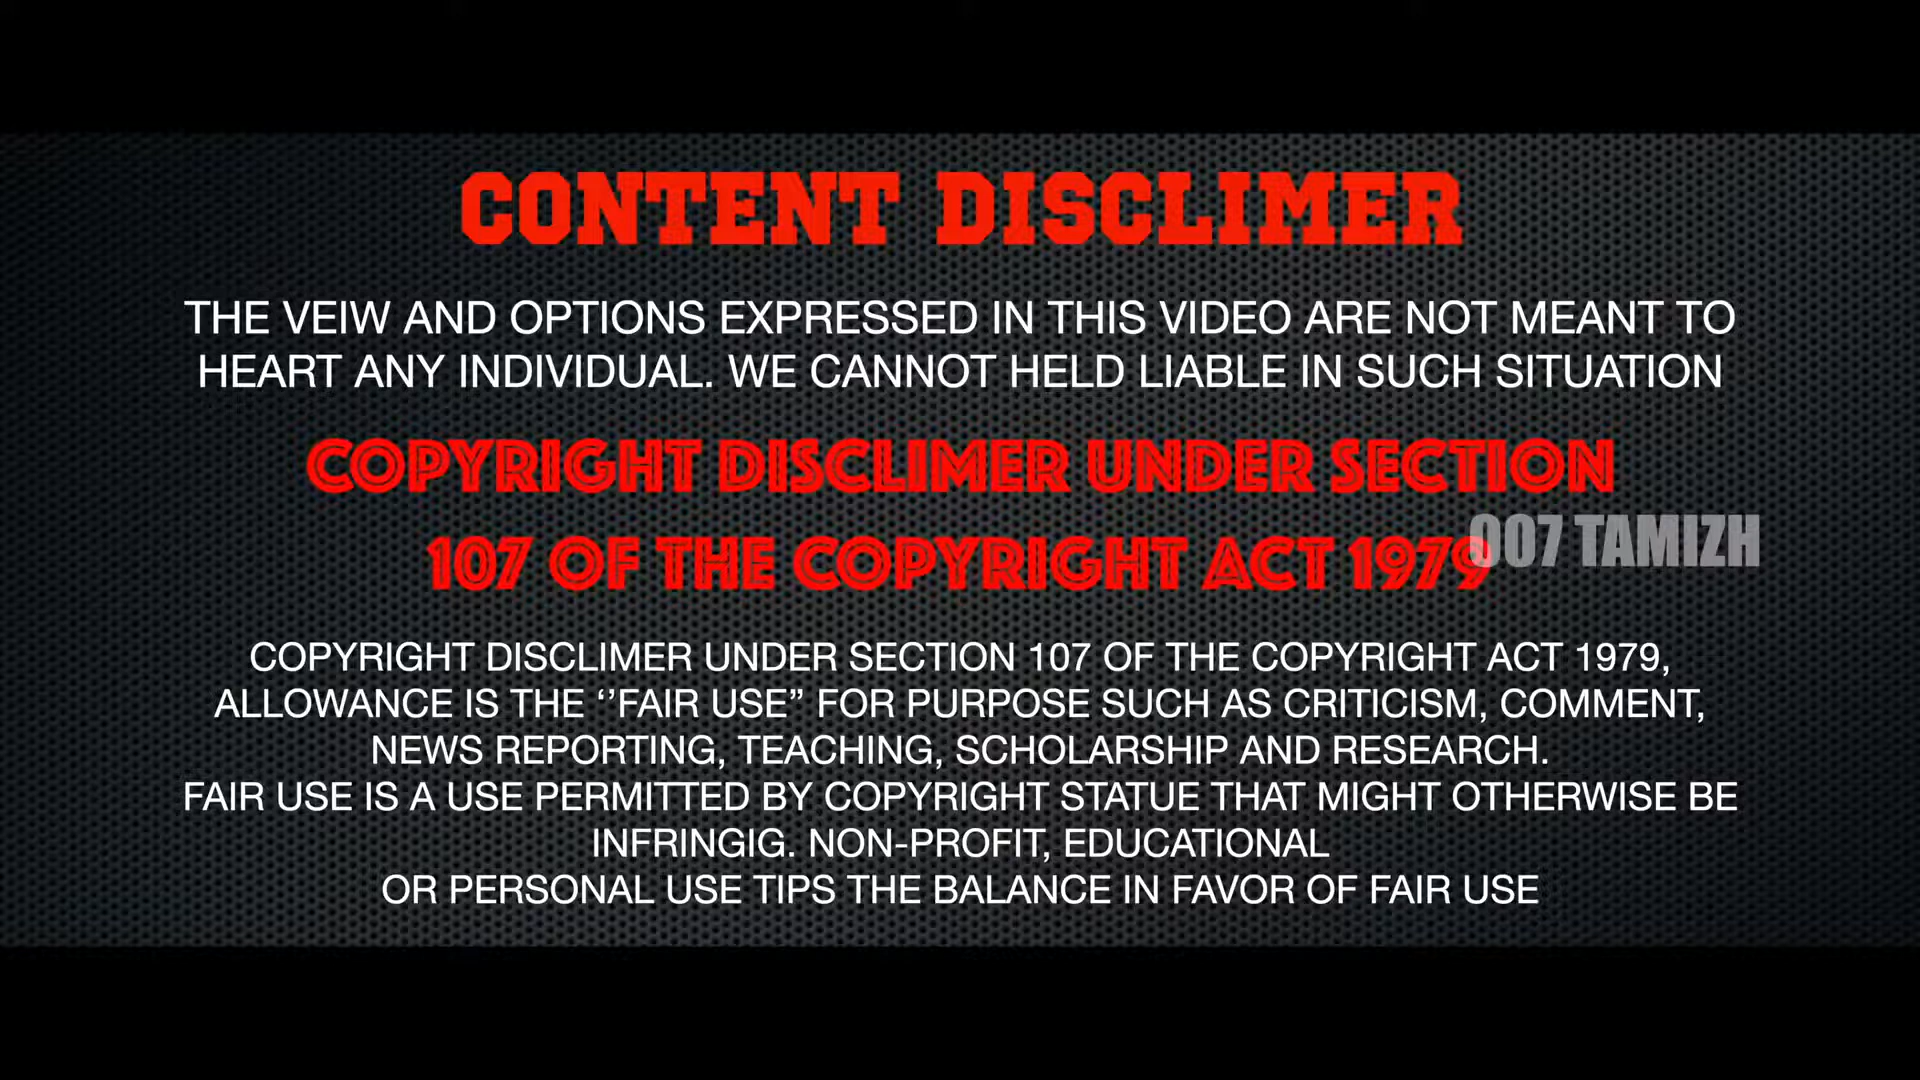 CONTENT DISCLIMER
THE VEIW AND OPTIONS EXPRESSED IN THIS VIDEO ARE NOT MEANT TO
HEART ANY INDIVIDUAL. WE CANNOT HELD LIABLE IN SUCH SITUATION
COPYRIGHT DISCLIMER UNDER SECTION
107 OF THE COPYRIGHT ACT 1979
007 TAMIZH
COPYRIGHT DISCLIMER UNDER SECTION 107 OF THE COPYRIGHT ACT 1979,
ALLOWANCE IS THE ‘’FAIR USE” FOR PURPOSE SUCH AS CRITICISM, COMMENT,
NEWS REPORTING, TEACHING, SCHOLARSHIP AND RESEARCH.
FAIR USE IS A USE PERMITTED BY COPYRIGHT STATUE THAT MIGHT OTHERWISE BE
INFRINGIG. NON-PROFIT, EDUCATIONAL
OR PERSONAL USE TIPS THE BALANCE IN FAVOR OF FAIR USE